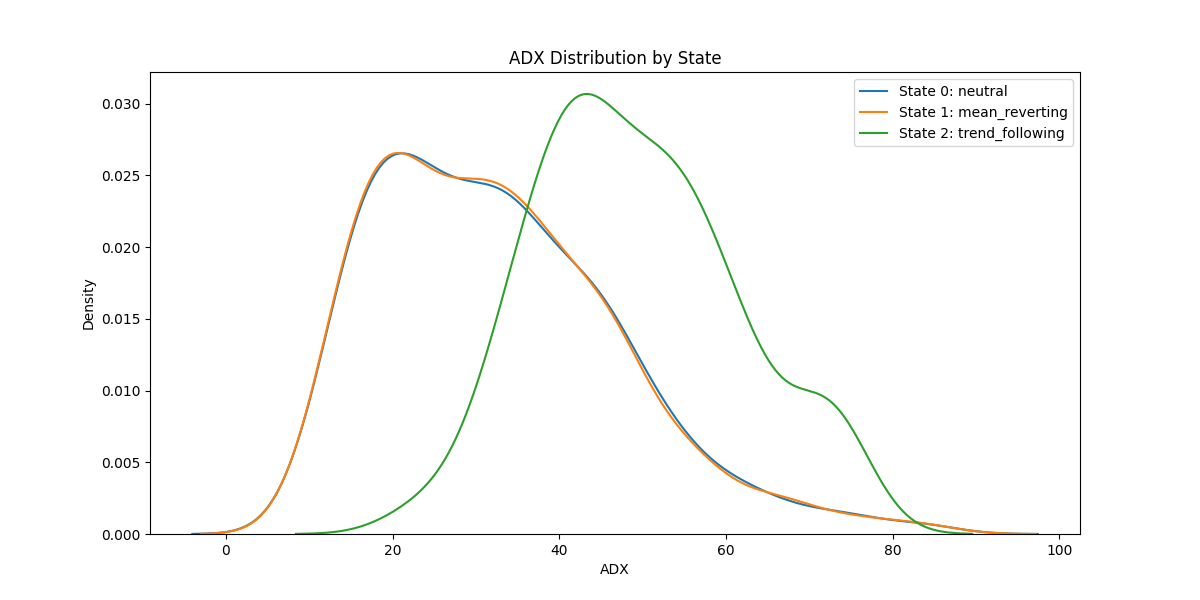 ADX Distribution by State
State 0: neutral
State 1: mean_reverting
State 2: trend_following
0.030
0.025
0.020
0.015
0.010
0.005
0.000
Density
0 20 40 60 80 100
ADX